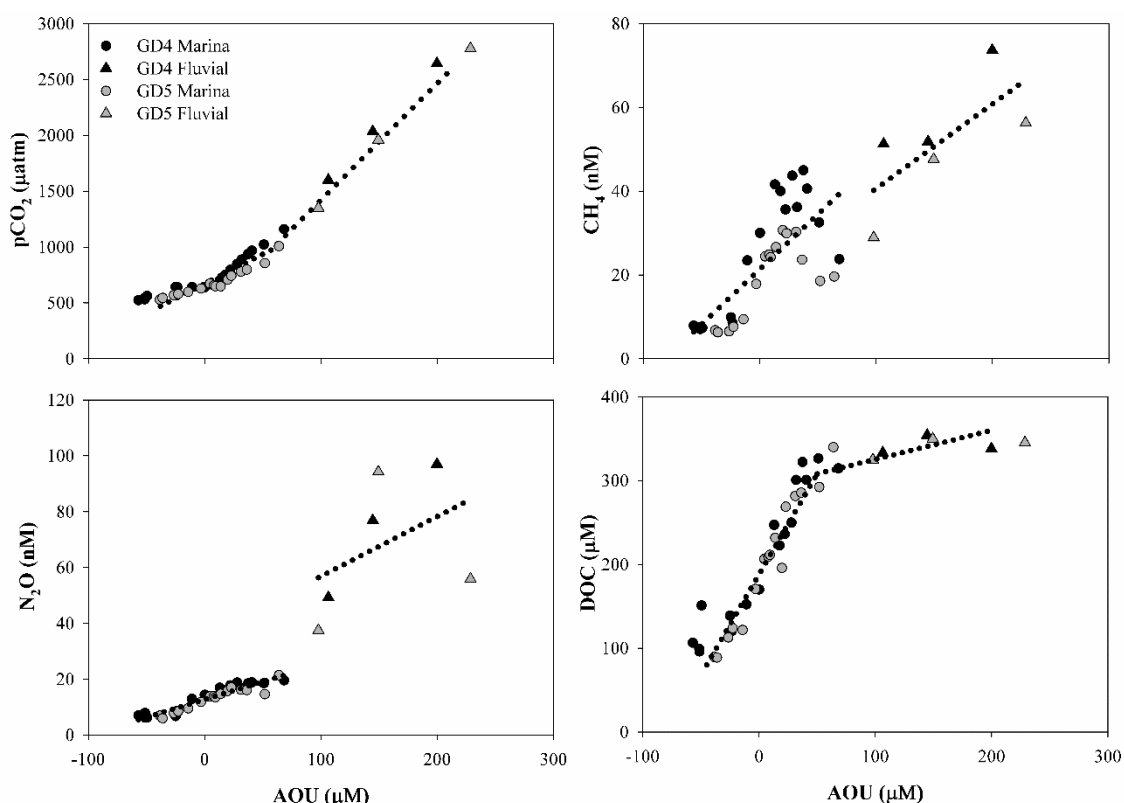 3000
2500
2000
1500
1000
500
0
pCO₂ (µatm)
GD4 Marina
GD4 Fluvial
GD5 Marina
GD5 Fluvial
80
60
40
20
0
CH₄ (nM)
120
100
80
60
40
20
0
N₂O (nM)
-100 0 100 200 300
AOU (µM)
400
300
200
100
0
DOC (µM)
-100 0 100 200 300
AOU (µM)